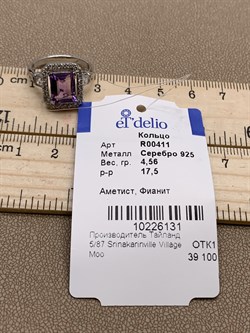 el'delio
Кольцо
Арт R00411
Металл Серебро 925
Вес, гр. 4,56
р-р 17,5
Аметист, Фианит
10226131
Производитель Тайланд
5/87 Srinakarinville Village
Moo
ОТК1
39 100